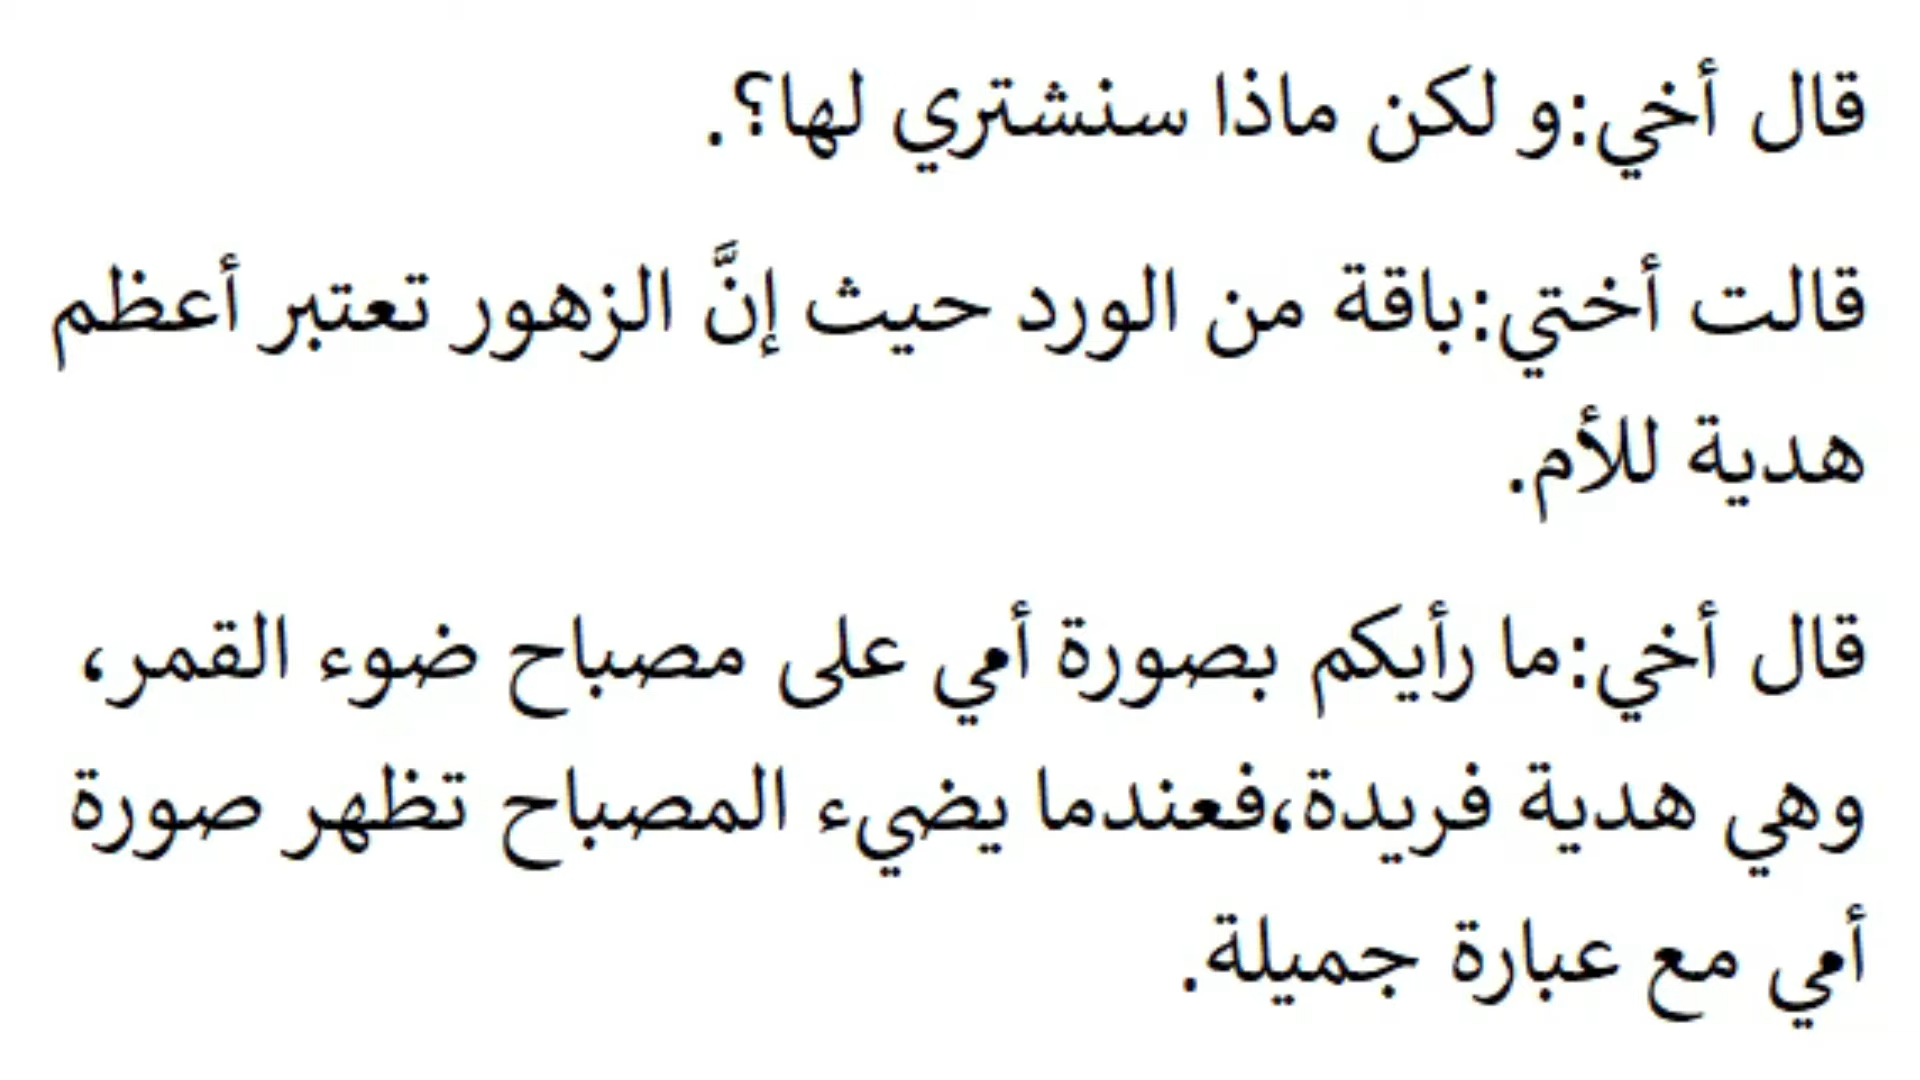 قال أخي:و لكن ماذا سنشتري لها؟.
قالت أختي:باقة من الورد حيث إنَّ الزهور تعتبر أعظم
هدية للأم.
قال أخي:ما رأيكم بصورة أمي على مصباح ضوء القمر،
وهي هدية فريدة،فعندما يضيء المصباح تظهر صورة
أمي مع عبارة جميلة.